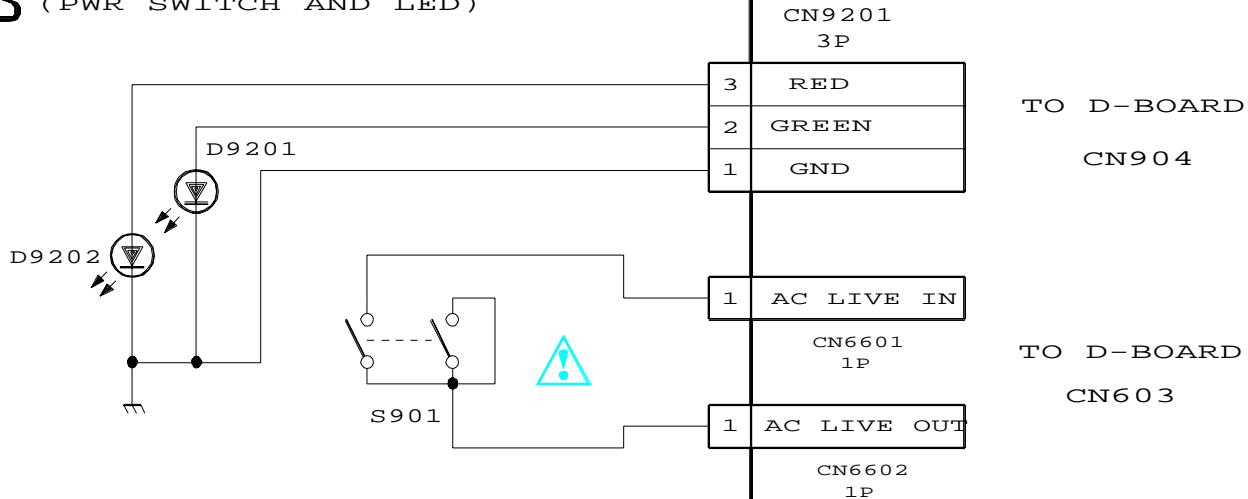 (PWR SWITCH AND LED)
CN9201
3P
3 RED
2 GREEN
1 GND
TO D-BOARD
CN904
D9201
D9202
1 AC LIVE IN
CN6601
1P
TO D-BOARD
CN603
S901
1 AC LIVE OUT
CN6602
1P